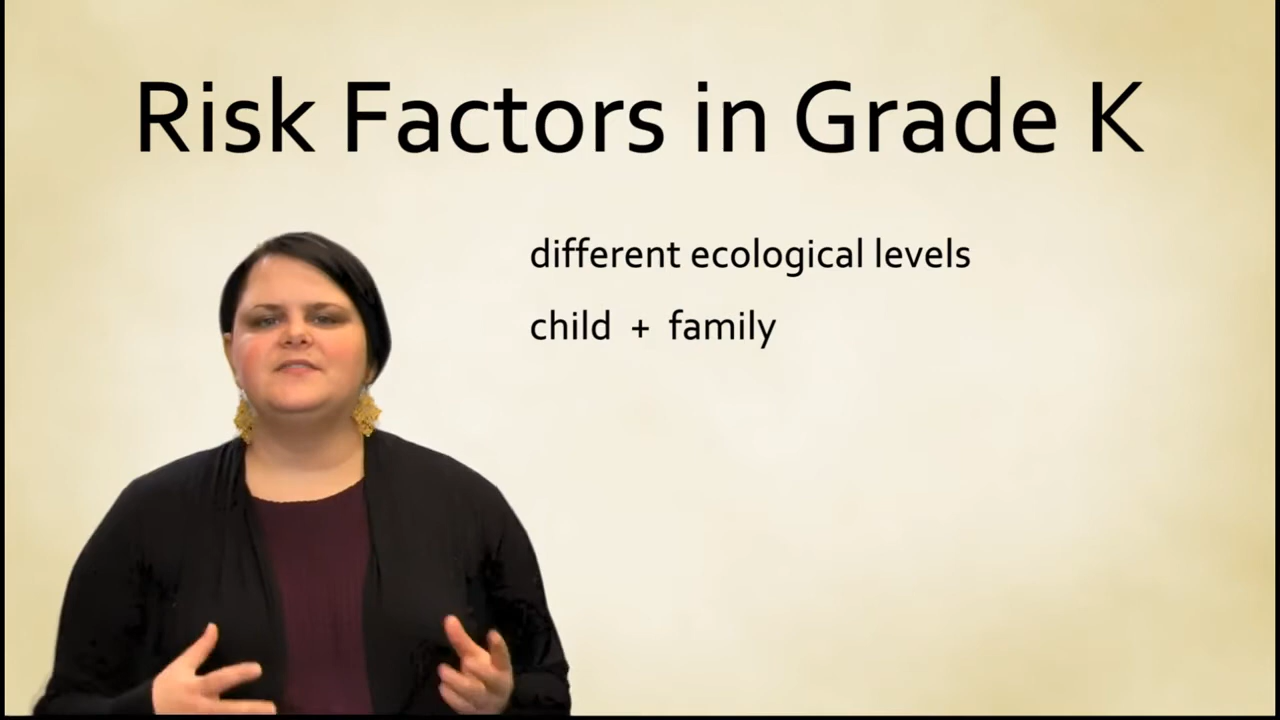 Risk Factors in Grade K
different ecological levels
child + family